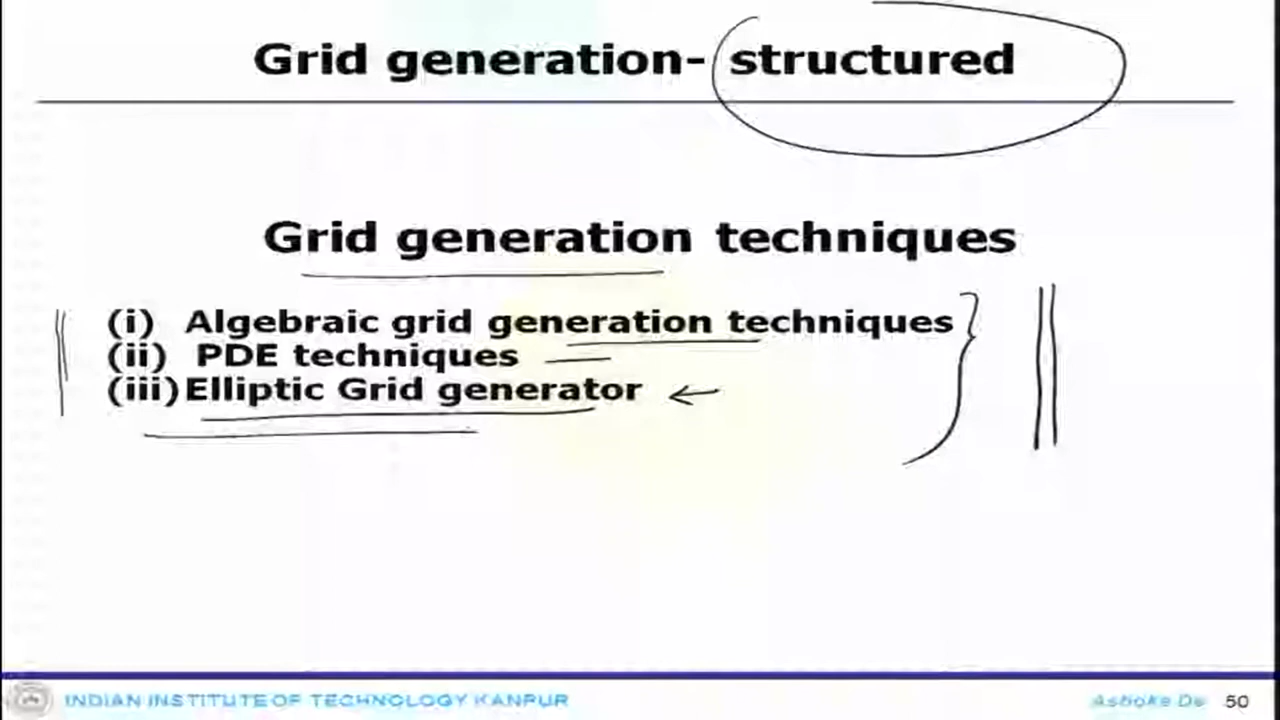 Grid generation- structured
Grid generation techniques
(i) Algebraic grid generation techniques
(ii) PDE techniques
(iii) Elliptic Grid generator
INDIAN INSTITUTE OF TECHNOLOGY KANPUR
Ashoke De 50